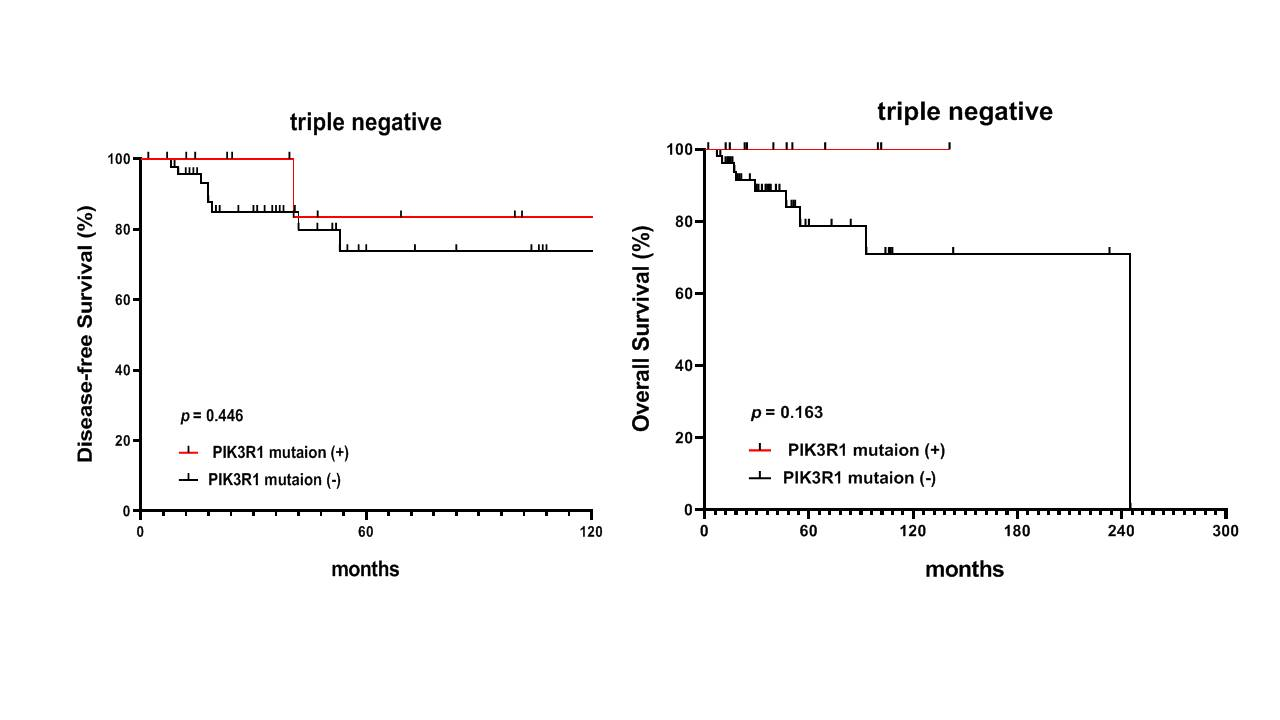 triple negative
Disease-free Survival (%)
100
80
60
40
20
0
p = 0.446
PIK3R1 mutaion (+)
PIK3R1 mutaion (-)
0 60 120
months
triple negative
Overall Survival (%)
100
80
60
40
20
0
p = 0.163
PIK3R1 mutaion (+)
PIK3R1 mutaion (-)
0 60 120 180 240 300
months